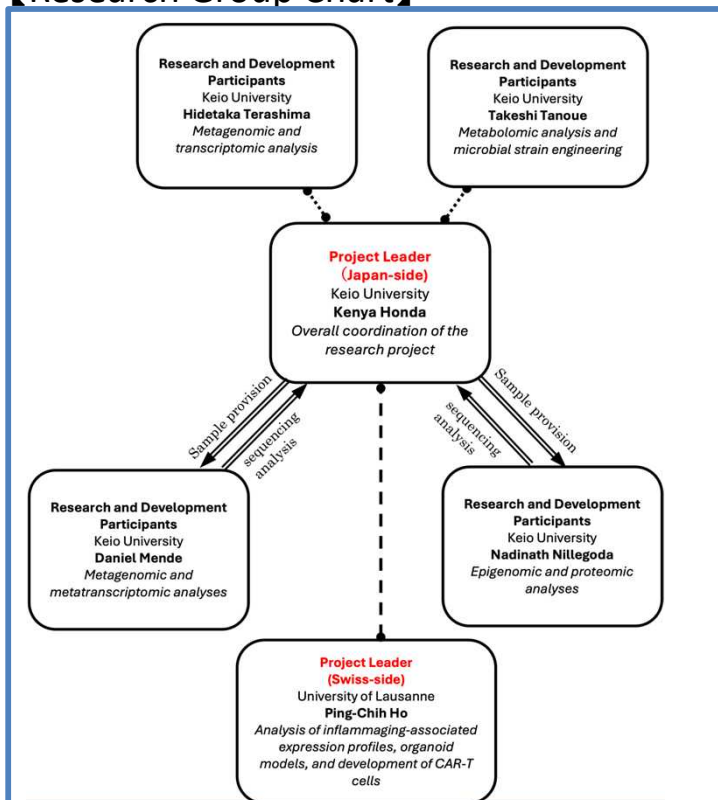 【Research Group Chart】
Research and Development
Participants
Keio University
Hidetaka Terashima
Metagenomic and
transcriptomic analysis
Research and Development
Participants
Keio University
Takeshi Tanoue
Metabolomic analysis and
microbial strain engineering
Project Leader
（Japan-side)
Keio University
Kenya Honda
Overall coordination of the
research project
Sample provision
sequencing
analysis
sequencing
analysis
Sample provision
Research and Development
Participants
Keio University
Daniel Mende
Metagenomic and
metatranscriptomic analyses
Research and Development
Participants
Keio University
Nadinath Nillegoda
Epigenomic and proteomic
analyses
Project Leader
(Swiss-side)
University of Lausanne
Ping-Chih Ho
Analysis of inflammaging-associated
expression profiles, organoid
models, and development of CAR-T
cells